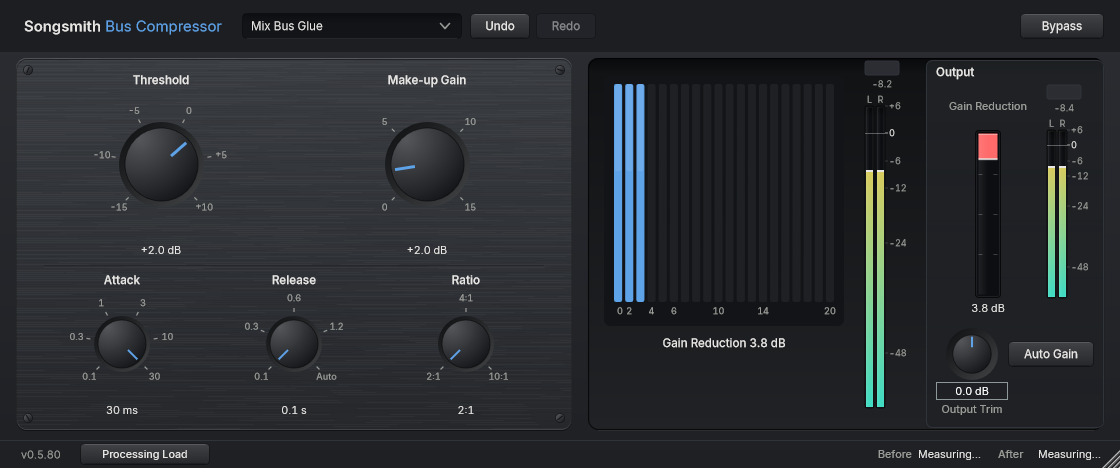 Songsmith Bus Compressor
Mix Bus Glue
Undo
Redo
Bypass
Threshold
-5
0
-10
+5
-15
+10
+2.0 dB
Make-up Gain
5
10
0
15
+2.0 dB
Attack
1
3
0.3
10
0.1
30
30 ms
Release
0.6
0.3
1.2
0.1
Auto
0.1 s
Ratio
4:1
2:1
10:1
2:1
0 2 4 6 10 14 20
Gain Reduction 3.8 dB
-8.2
L R
+6
0
-6
-12
-24
-48
Output
Gain Reduction
3.8 dB
-8.4
L R
+6
0
-6
-12
-24
-48
Auto Gain
0.0 dB
Output Trim
v0.5.80
Processing Load
Before Measuring... After Measuring...